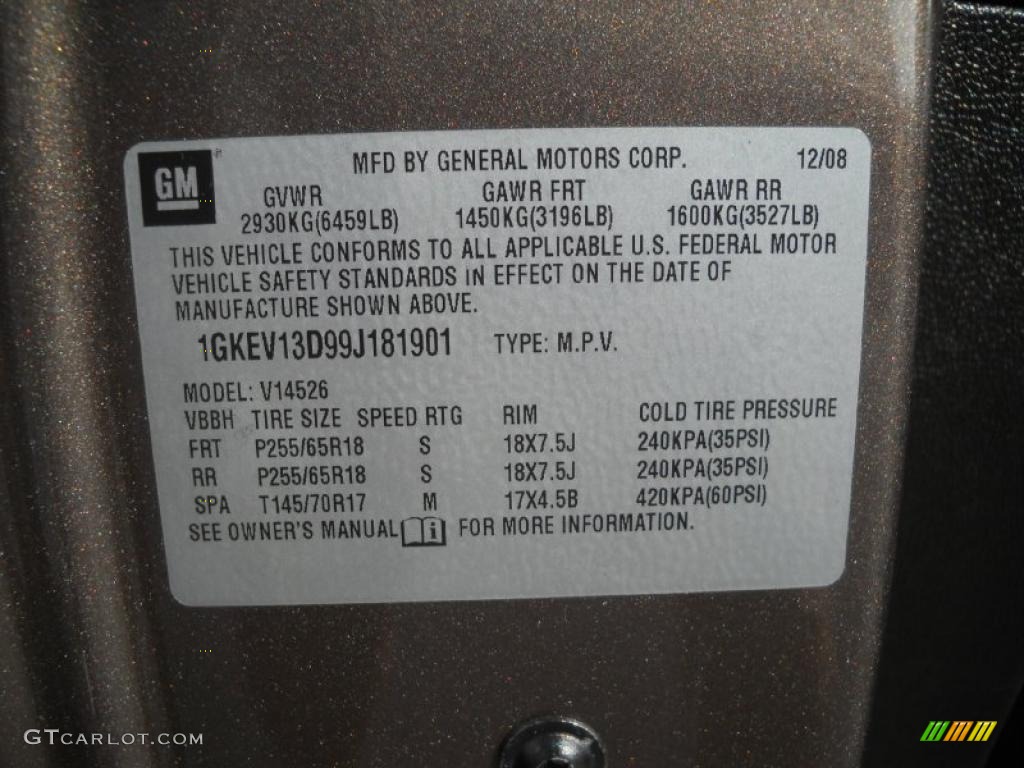 GM MFD BY GENERAL MOTORS CORP. 12/08
GVWR GAWR FRT GAWR RR
2930KG(6459LB) 1450KG(3196LB) 1600KG(3527LB)
THIS VEHICLE CONFORMS TO ALL APPLICABLE U.S. FEDERAL MOTOR
VEHICLE SAFETY STANDARDS IN EFFECT ON THE DATE OF
MANUFACTURE SHOWN ABOVE.
1GKEV13D99J181901 TYPE: M.P.V.
MODEL: V14526
VBBH TIRE SIZE SPEED RTG RIM COLD TIRE PRESSURE
FRT P255/65R18 S 18X7.5J 240KPA(35PSI)
RR P255/65R18 S 18X7.5J 240KPA(35PSI)
SPA T145/70R17 M 17X4.5B 420KPA(60PSI)
SEE OWNER'S MANUAL i FOR MORE INFORMATION.
GTCARLOT.COM